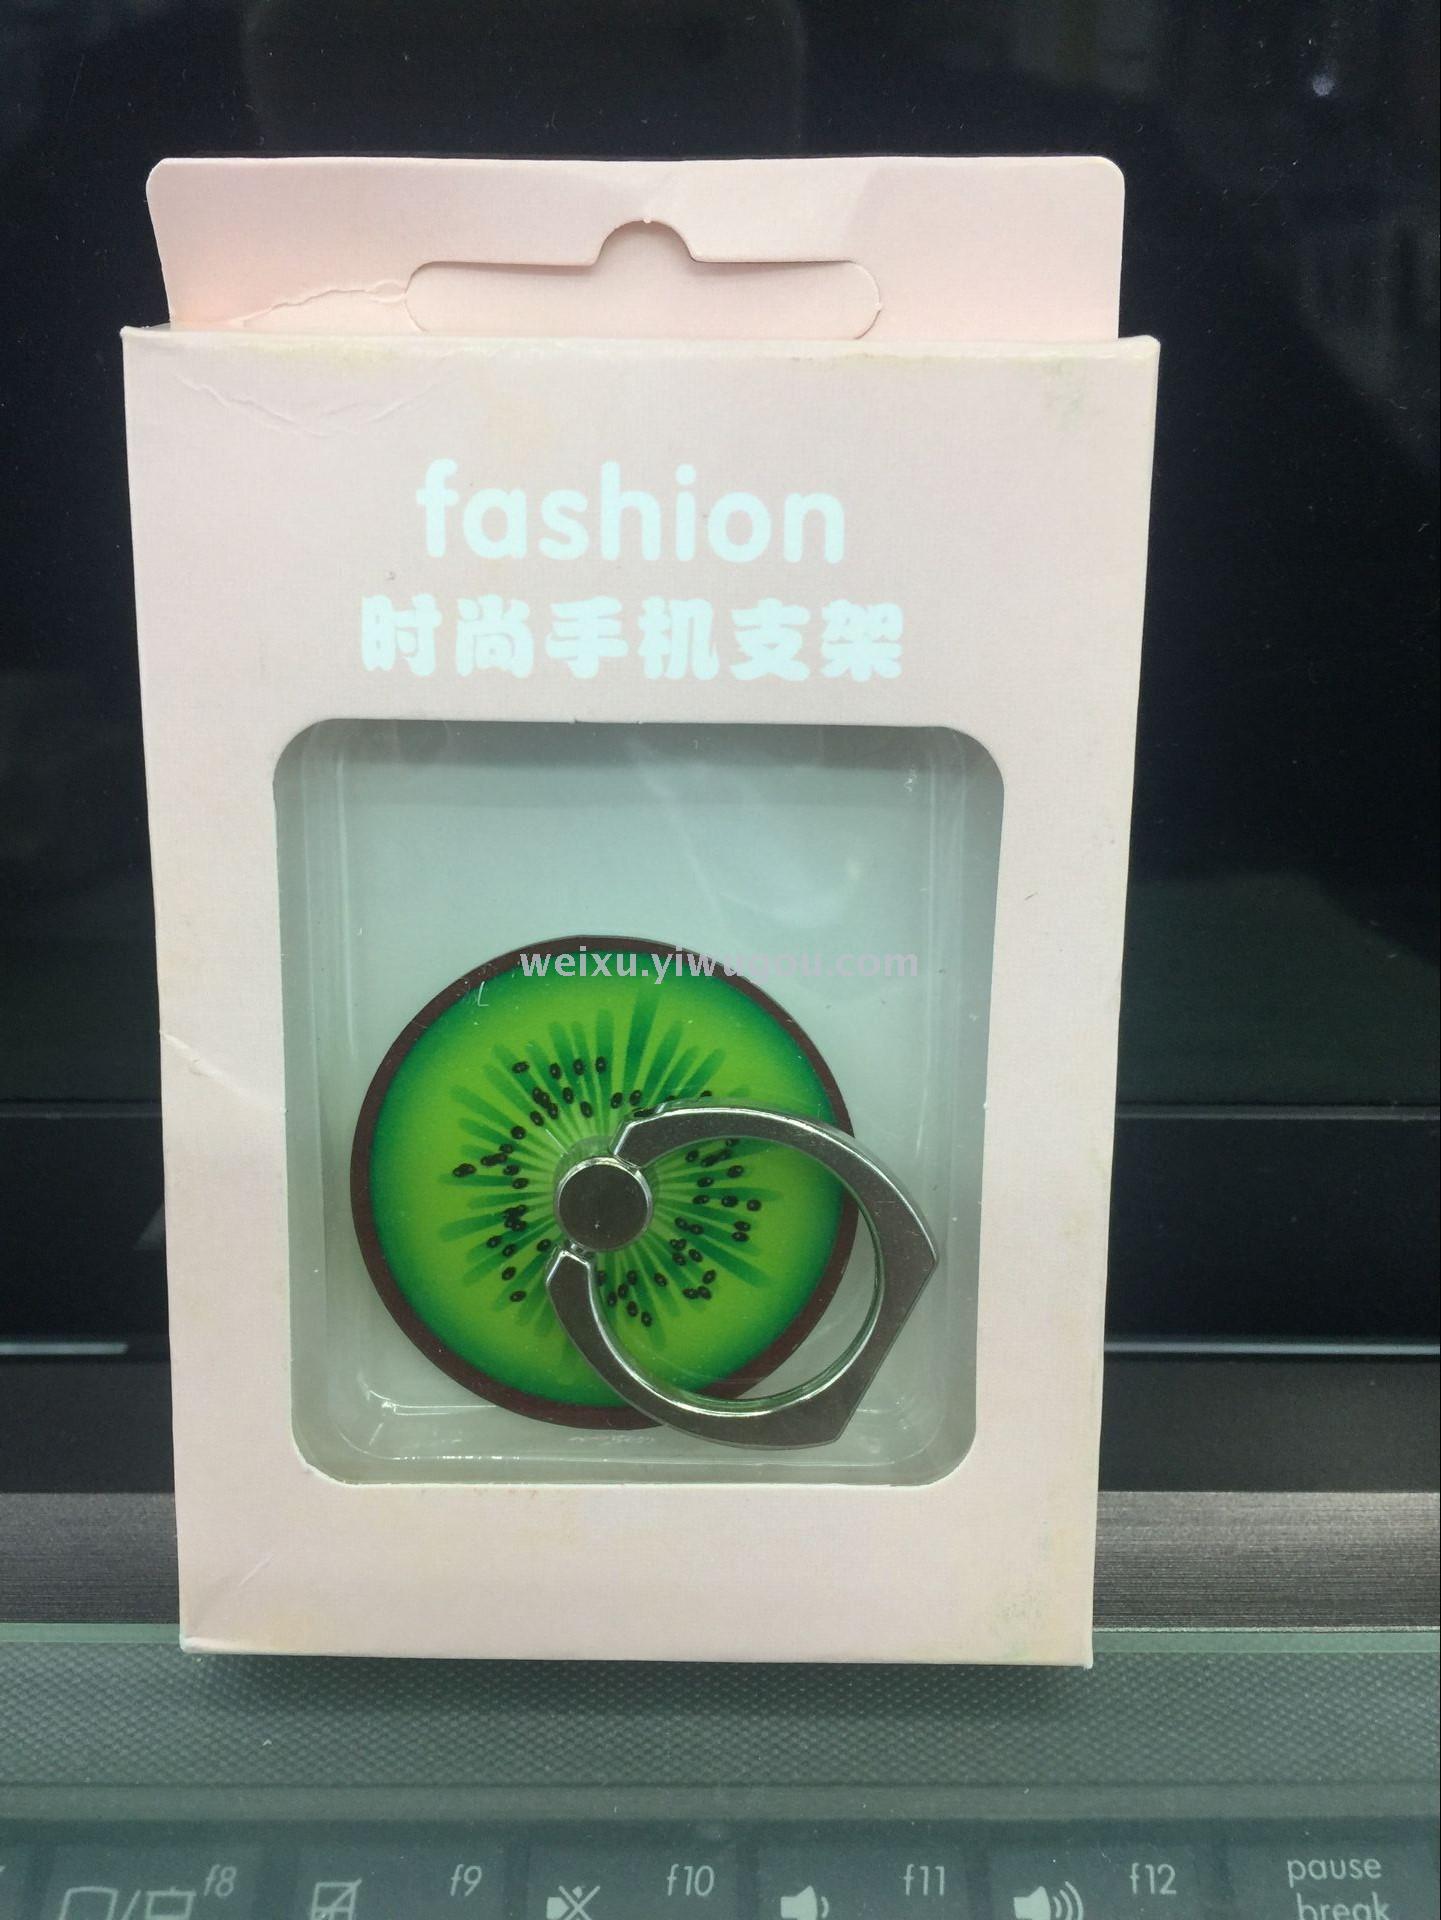 fashion
时尚手机支架
weixu.yiwugou.com
f8
f9
f10
f11
f12
pause
break